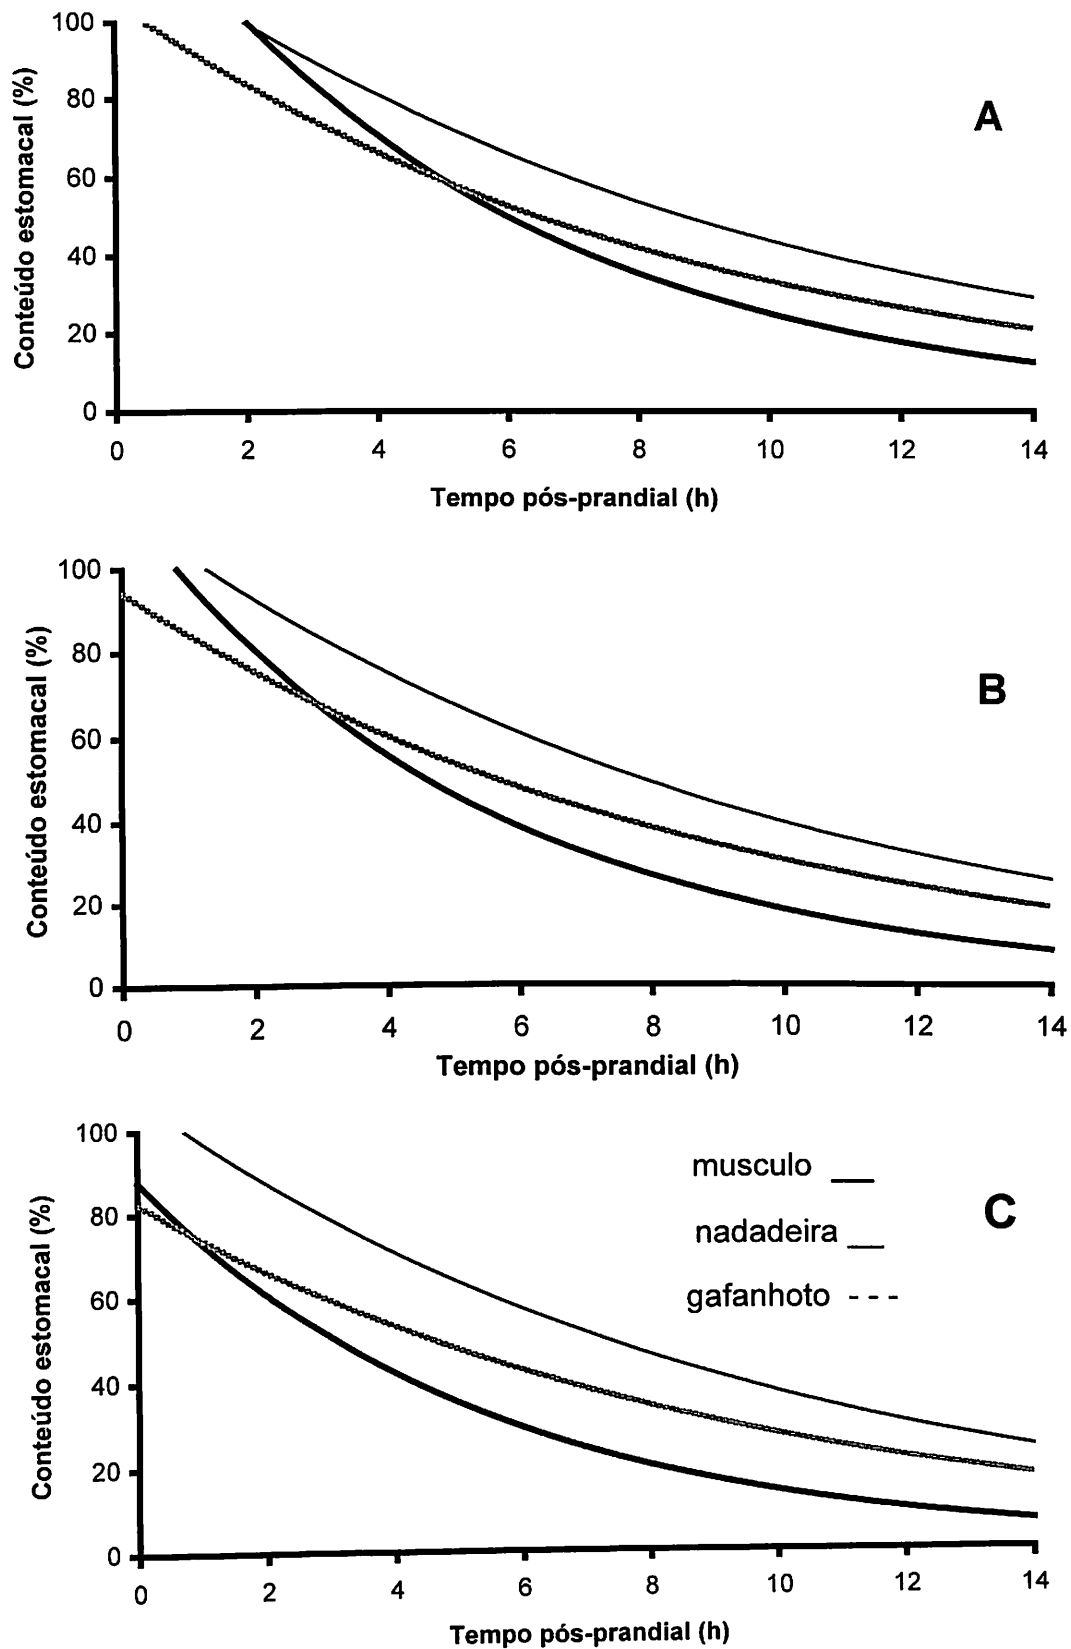 100
80
60
40
20
0
Conteúdo estomacal (%)
A
0 2 4 6 8 10 12 14
Tempo pós-prandial (h)
100
80
60
40
20
0
Conteúdo estomacal (%)
B
0 2 4 6 8 10 12 14
Tempo pós-prandial (h)
100
80
60
40
20
0
Conteúdo estomacal (%)
musculo
nadadeira
gafanhoto
C
0 2 4 6 8 10 12 14
Tempo pós-prandial (h)